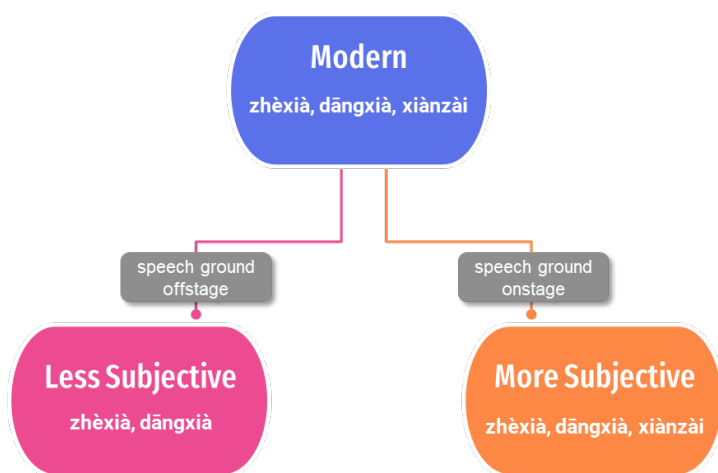 Modern
zhèxià, dāngxià, xiànzài
speech ground
offstage
speech ground
onstage
Less Subjective
zhèxià, dāngxià
More Subjective
zhèxià, dāngxià, xiànzài